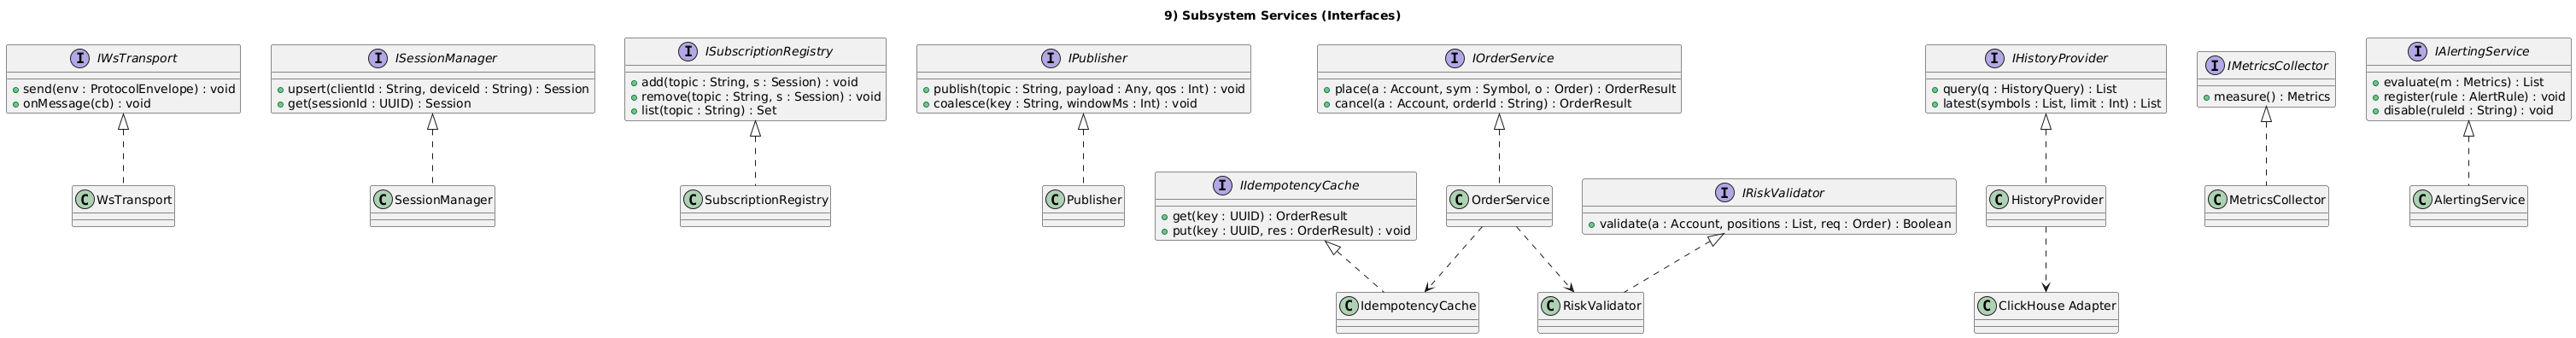 9) Subsystem Services (Interfaces)
I IWsTransport
send(env : ProtocolEnvelope) : void
onMessage(cb) : void
I ISessionManager
upsert(clientId : String, deviceId : String) : Session
get(sessionId : UUID) : Session
I ISubscriptionRegistry
add(topic : String, s : Session) : void
remove(topic : String, s : Session) : void
list(topic : String) : Set
I IPublisher
publish(topic : String, payload : Any, qos : Int) : void
coalesce(key : String, windowMs : Int) : void
I IOrderService
place(a : Account, sym : Symbol, o : Order) : OrderResult
cancel(a : Account, orderId : String) : OrderResult
I IHistoryProvider
query(q : HistoryQuery) : List
latest(symbols : List, limit : Int) : List
I IMetricsCollector
measure() : Metrics
I IAlertingService
evaluate(m : Metrics) : List
register(rule : AlertRule) : void
disable(ruleId : String) : void
C WsTransport
C SessionManager
C SubscriptionRegistry
C Publisher
I IIdempotencyCache
get(key : UUID) : OrderResult
put(key : UUID, res : OrderResult) : void
C OrderService
I IRiskValidator
validate(a : Account, positions : List, req : Order) : Boolean
C HistoryProvider
C MetricsCollector
C AlertingService
C IdempotencyCache
C RiskValidator
C ClickHouse Adapter